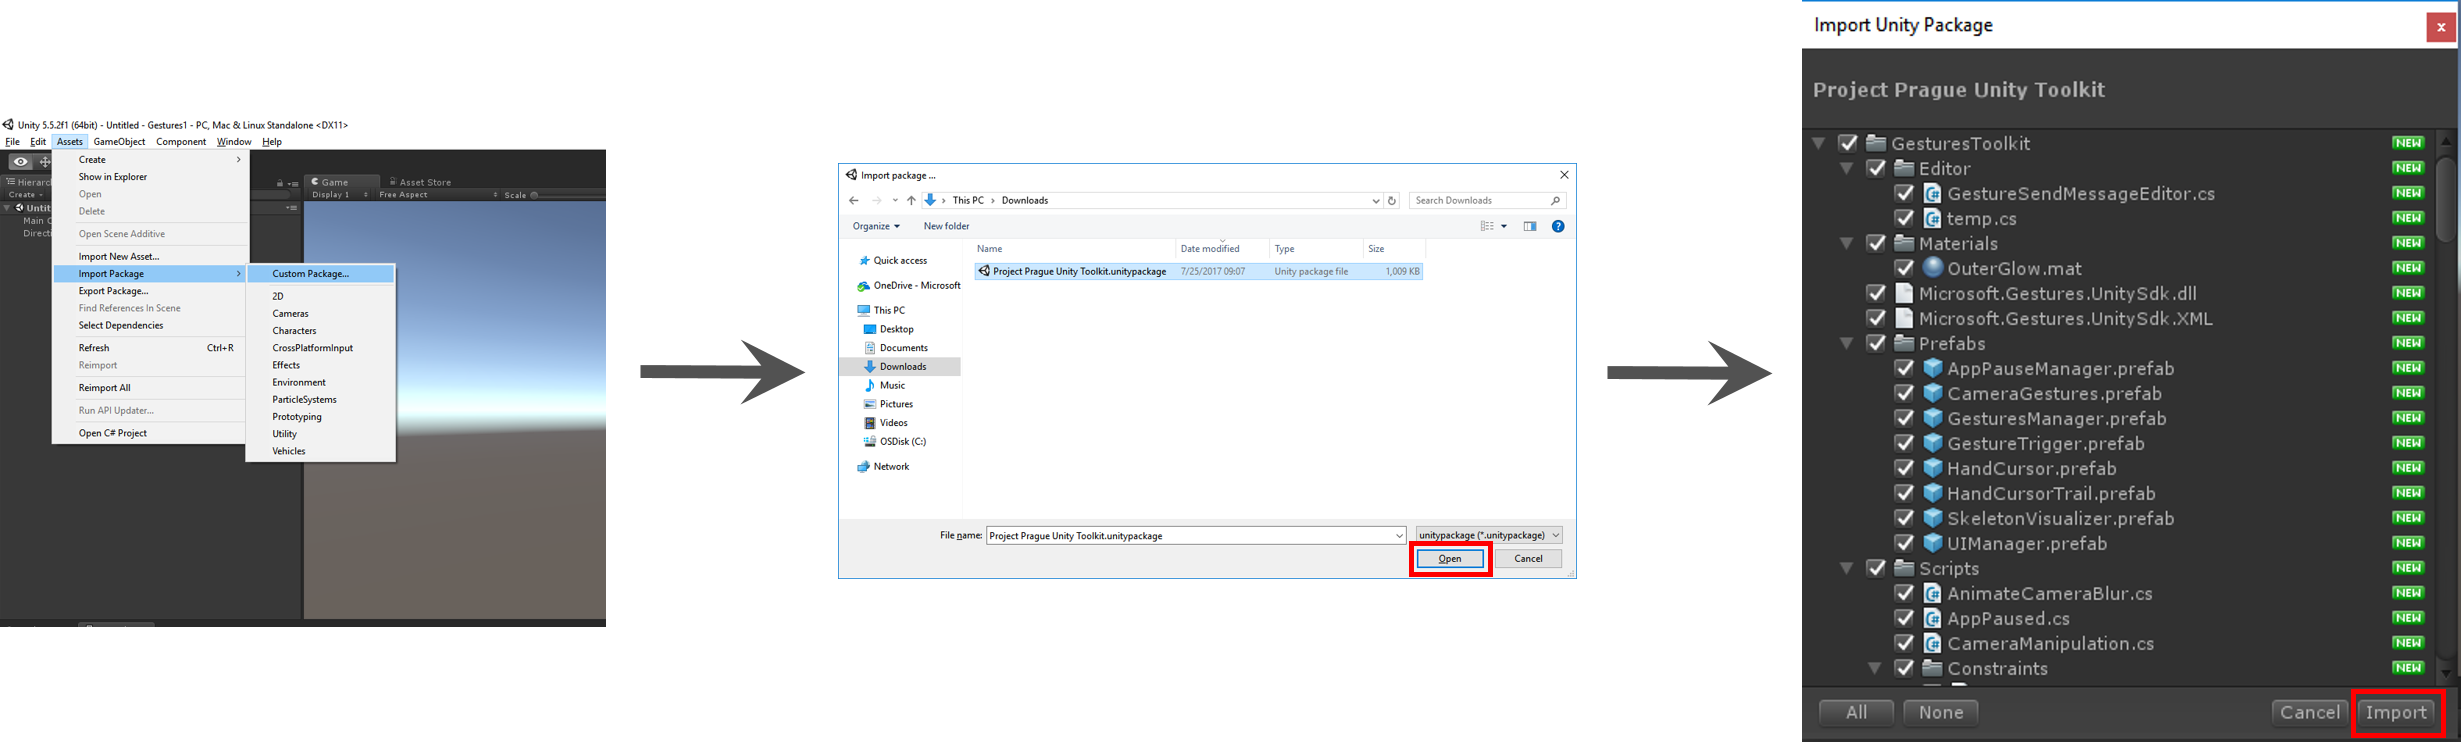 Unity 5.5.2f1 (64bit) - Untitled - Gestures1 - PC, Mac & Linux Standalone <DX11>
File Edit Assets GameObject Component Window Help
Create
Show in Explorer
Open
Delete
Open Scene Additive
Import New Asset...
Import Package
Export Package...
Find References In Scene
Select Dependencies
Refresh Ctrl+R
Reimport
Reimport All
Run API Updater...
Open C# Project
Custom Package...
2D
Cameras
Characters
CrossPlatformInput
Effects
Environment
ParticleSystems
Prototyping
Utility
Vehicles
Hierarc
Create
Untit
Main C
Directi
Game Asset Store
Display 1 Free Aspect Scale
Import package ...
This PC > Downloads
Search Downloads
Organize New folder
Name Date modified Type Size
Project Prague Unity Toolkit.unitypackage 7/25/2017 09:07 Unity package file 1,009 KB
Quick access
OneDrive - Microsoft
This PC
Desktop
Documents
Downloads
Music
Pictures
Videos
OSDisk (C:)
Network
File name: Project Prague Unity Toolkit.unitypackage
unitypackage (*.unitypackage)
Open Cancel
Import Unity Package
x
Project Prague Unity Toolkit
GesturesToolkit NEW
Editor NEW
GestureSendMessageEditor.cs NEW
temp.cs NEW
Materials NEW
OuterGlow.mat NEW
Microsoft.Gestures.UnitySdk.dll NEW
Microsoft.Gestures.UnitySdk.XML NEW
Prefabs NEW
AppPauseManager.prefab NEW
CameraGestures.prefab NEW
GesturesManager.prefab NEW
GestureTrigger.prefab NEW
HandCursor.prefab NEW
HandCursorTrail.prefab NEW
SkeletonVisualizer.prefab NEW
UIManager.prefab NEW
Scripts NEW
AnimateCameraBlur.cs NEW
AppPaused.cs NEW
CameraManipulation.cs NEW
Constraints NEW
All None Cancel Import